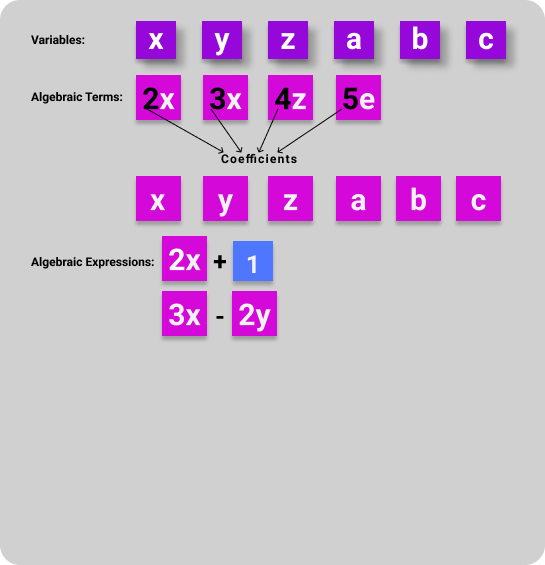 Variables: x y z a b c
Algebraic Terms: 2x 3x 4z 5e
Coefficients
x y z a b c
Algebraic Expressions: 2x + 1
3x - 2y